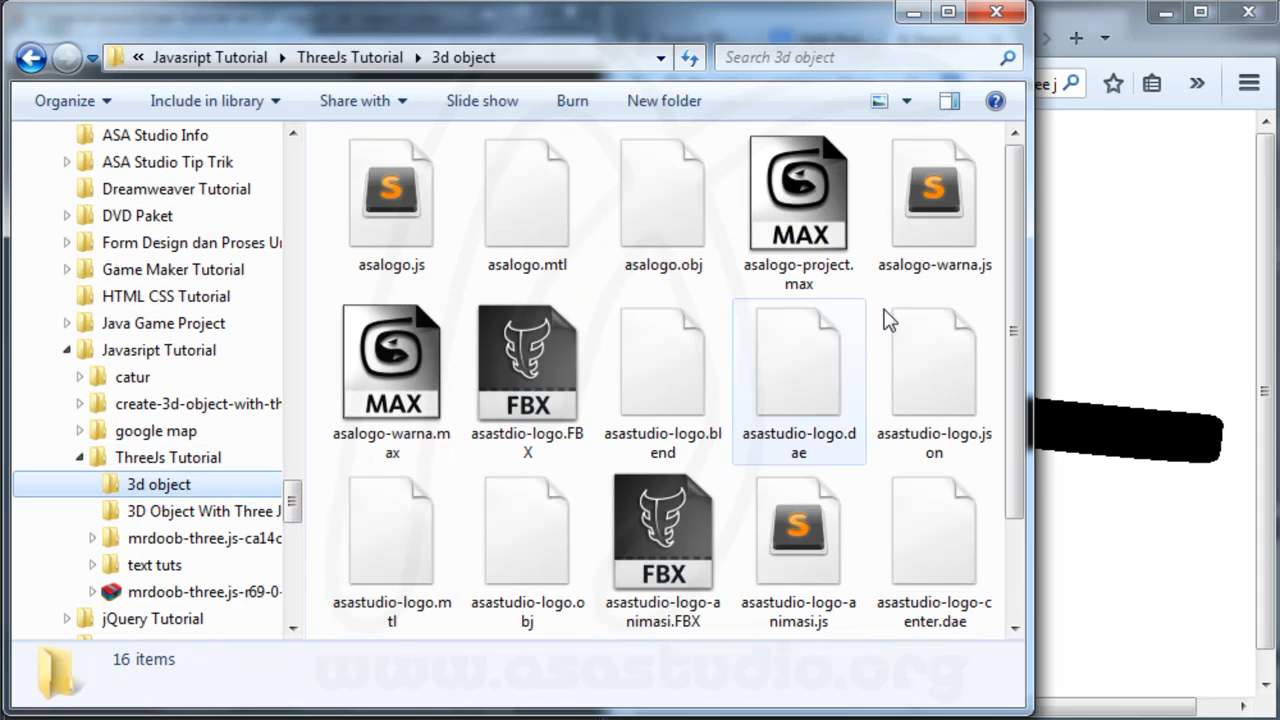 « Javasript Tutorial ▸ ThreeJs Tutorial ▸ 3d object
Search 3d object
Organize
Include in library
Share with
Slide show
Burn
New folder
ee j
ASA Studio Info
ASA Studio Tip Trik
Dreamweaver Tutorial
DVD Paket
Form Design dan Proses Ur
Game Maker Tutorial
HTML CSS Tutorial
Java Game Project
Javasript Tutorial
catur
create-3d-object-with-th
google map
ThreeJs Tutorial
3d object
3D Object With Three J
mrdoob-three.js-ca14c
text tuts
mrdoob-three.js-r69-0-
jQuery Tutorial
S
MAX
S
asalogo.js
asalogo.mtl
asalogo.obj
asalogo-project.
max
asalogo-warna.js
MAX
FBX
asalogo-warna.m
ax
asastdio-logo.FB
X
asastudio-logo.bl
end
asastudio-logo.d
ae
asastudio-logo.js
on
FBX
S
asastudio-logo.m
tl
asastudio-logo.o
bj
asastudio-logo-a
nimasi.FBX
asastudio-logo-a
nimasi.js
asastudio-logo-c
enter.dae
16 items
www.asastudio.org